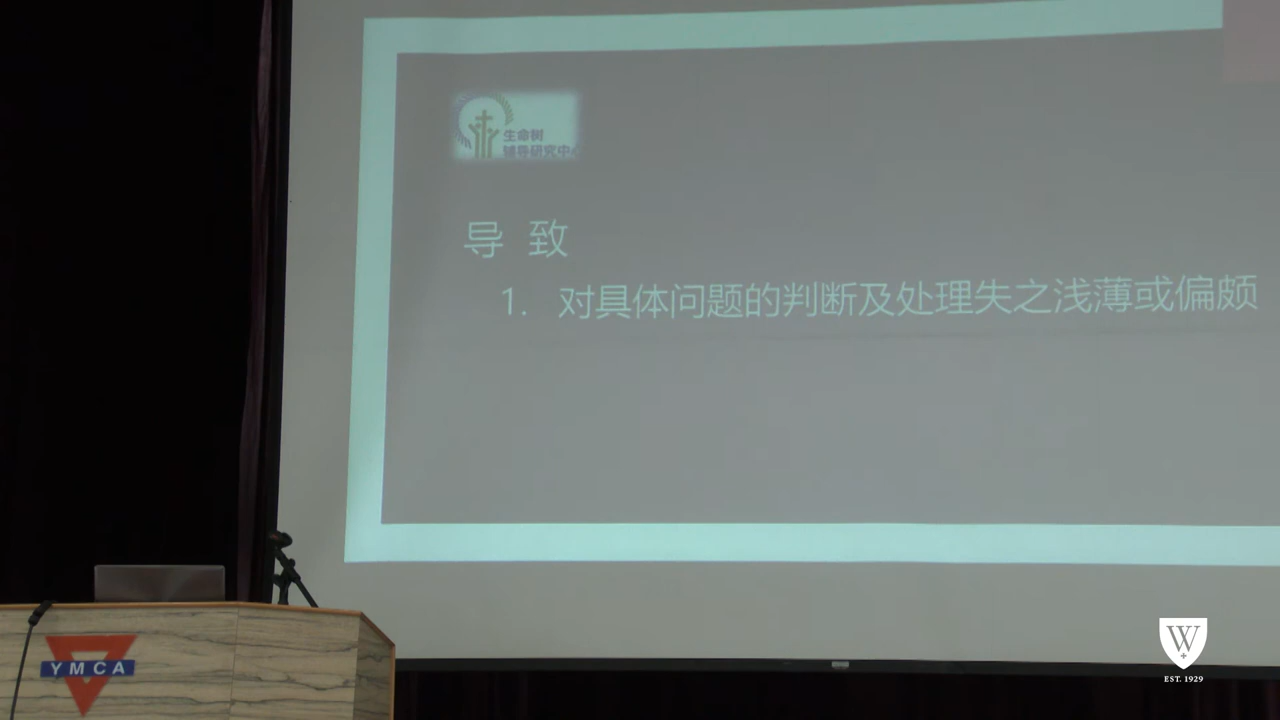 生命树
辅导研究中心
导 致
1. 对具体问题的判断及处理失之浅薄或偏颇
YMCA
W
EST. 1929